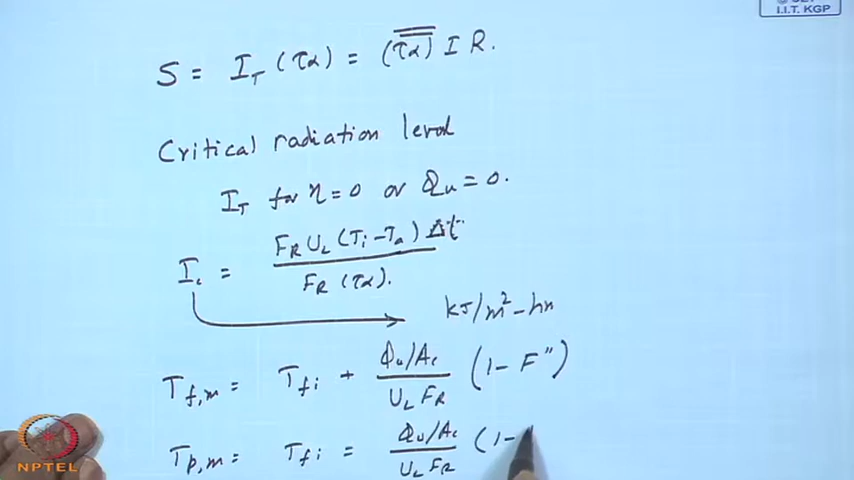 I.I.T. KGP
S = I_T (τα) = (τα) I R.
Critical radiation level
I_T for η = 0 or Q_u = 0.
I_c = F_R U_L (T_i - T_a) Δt / F_R (τα).
kJ/m² - hr
T_f,m = T_fi + Q_u/A_c / U_L F_R (1 - F")
T_p,m = T_fi = Q_u/A_c / U_L F_R (1 -
NPTEL